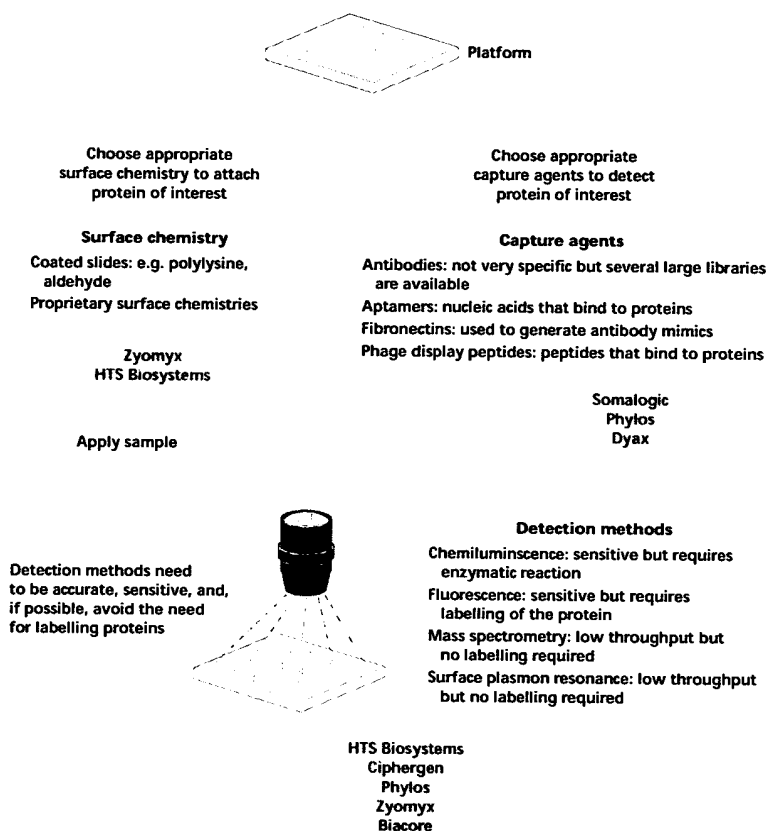 Platform
Choose appropriate
surface chemistry to attach
protein of interest
Choose appropriate
capture agents to detect
protein of interest
Surface chemistry
Coated slides: e.g. polylysine,
aldehyde
Proprietary surface chemistries
Zyomyx
HTS Biosystems
Apply sample
Capture agents
Antibodies: not very specific but several large libraries
are available
Aptamers: nucleic acids that bind to proteins
Fibronectins: used to generate antibody mimics
Phage display peptides: peptides that bind to proteins
Somalogic
Phylos
Dyax
Detection methods need
to be accurate, sensitive, and,
if possible, avoid the need
for labelling proteins
Detection methods
Chemiluminscence: sensitive but requires
enzymatic reaction
Fluorescence: sensitive but requires
labelling of the protein
Mass spectrometry: low throughput but
no labelling required
Surface plasmon resonance: low throughput
but no labelling required
HTS Biosystems
Ciphergen
Phylos
Zyomyx
Biacore